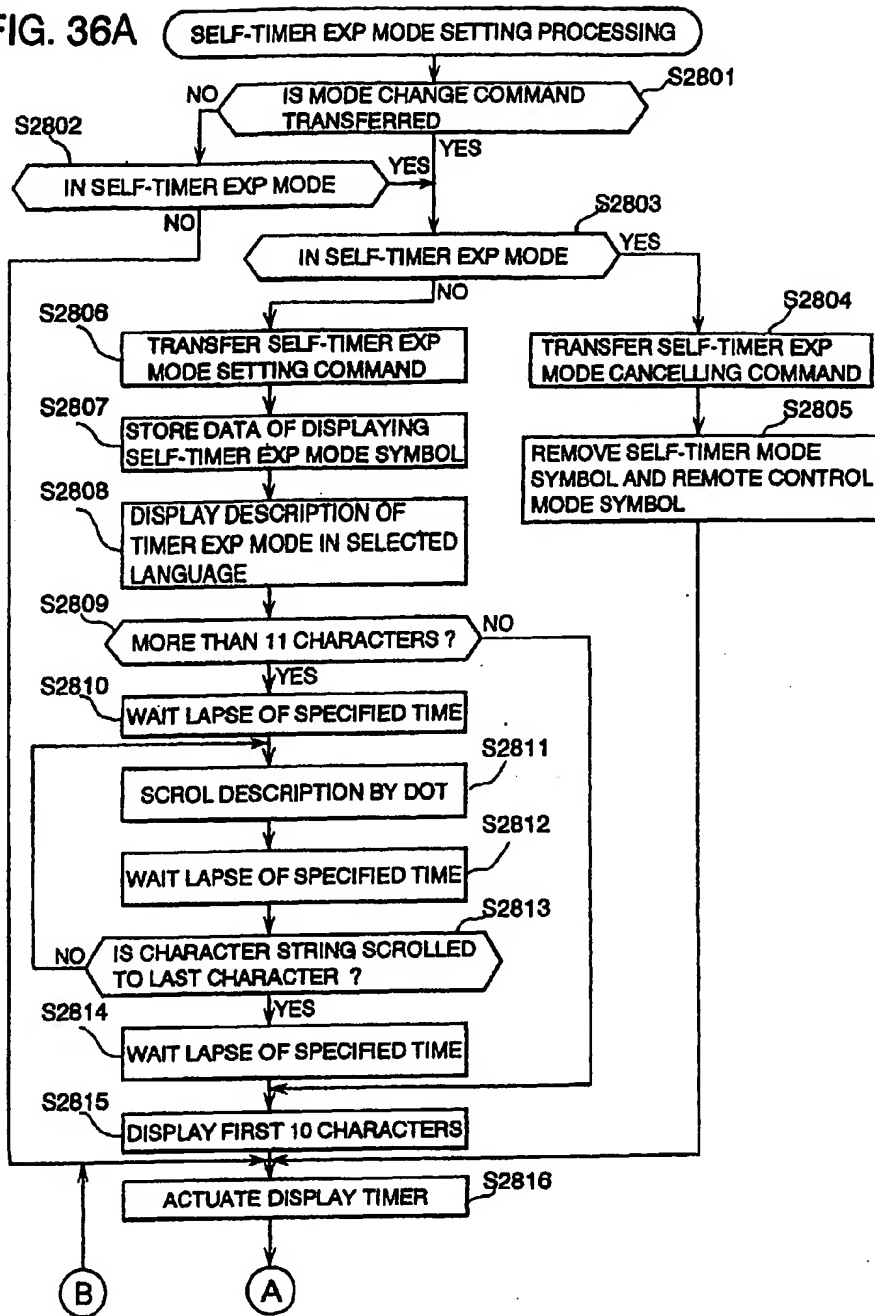 FIG. 36A
SELF-TIMER EXP MODE SETTING PROCESSING
S2801
NO
IS MODE CHANGE COMMAND
TRANSFERRED
S2802
YES
YES
IN SELF-TIMER EXP MODE
S2803
NO
IN SELF-TIMER EXP MODE
YES
NO
S2806
S2804
TRANSFER SELF-TIMER EXP
MODE SETTING COMMAND
TRANSFER SELF-TIMER EXP
MODE CANCELLING COMMAND
S2807
S2805
STORE DATA OF DISPLAYING
SELF-TIMER EXP MODE SYMBOL
REMOVE SELF-TIMER MODE
SYMBOL AND REMOTE CONTROL
MODE SYMBOL
S2808
DISPLAY DESCRIPTION OF
TIMER EXP MODE IN SELECTED
LANGUAGE
S2809
NO
MORE THAN 11 CHARACTERS ?
S2810
YES
WAIT LAPSE OF SPECIFIED TIME
S2811
SCROL DESCRIPTION BY DOT
S2812
WAIT LAPSE OF SPECIFIED TIME
S2813
NO
IS CHARACTER STRING SCROLLED
TO LAST CHARACTER ?
S2814
YES
WAIT LAPSE OF SPECIFIED TIME
S2815
DISPLAY FIRST 10 CHARACTERS
S2816
ACTUATE DISPLAY TIMER
B
A